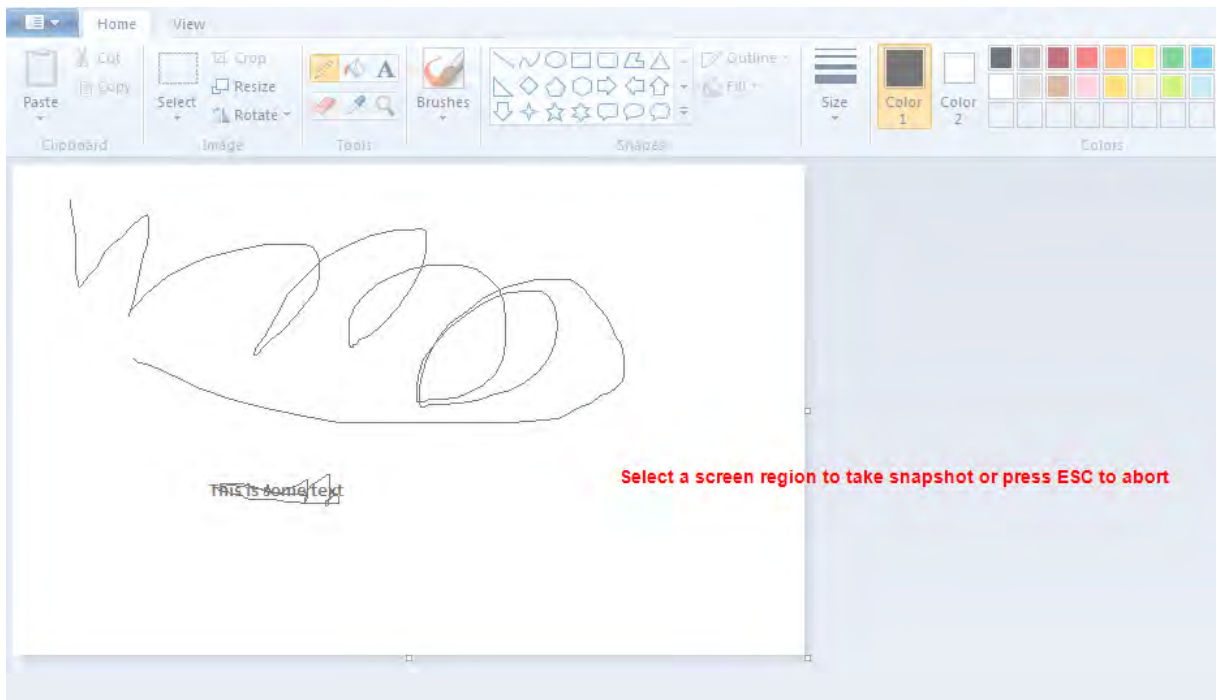 Home View
Cut Crop Outline
Copy Resize A Fill
Paste Select Rotate Brushes Size Color 1 Color 2
Clipboard Image Tools Shapes Colors
Select a screen region to take snapshot or press ESC to abort
This is some text